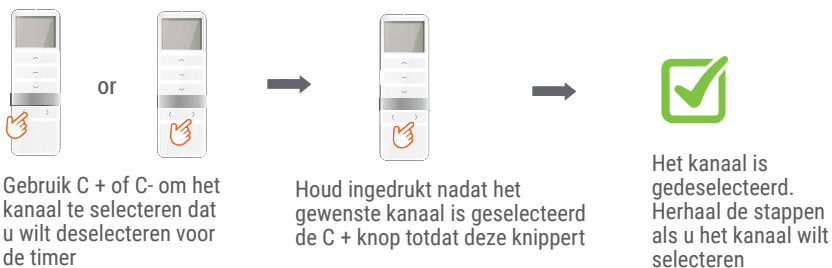 or
Gebruik C + of C- om het
kanaal te selecteren dat
u wilt deselecteren voor
de timer
Houd ingedrukt nadat het
gewenste kanaal is geselecteerd
de C + knop totdat deze knippert
Het kanaal is
gedeselecteerd.
Herhaal de stappen
als u het kanaal wilt
selecteren